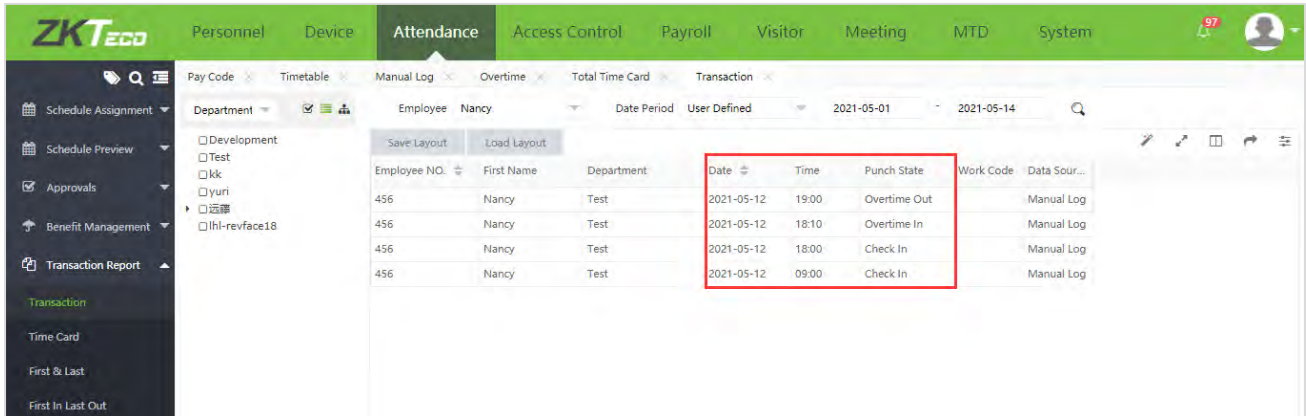 ZKTECO Personnel Device Attendance Access Control Payroll Visitor Meeting MTD System 97
Pay Code Timetable Manual Log Overtime Total Time Card Transaction
Schedule Assignment Department Employee Nancy Date Period User Defined 2021-05-01 - 2021-05-14
Schedule Preview
Approvals
Benefit Management
Transaction Report
Transaction
Time Card
First & Last
First In Last Out
Development
Test
kk
yuri
远藤
lhl-revface18
Save Layout Load Layout
Employee NO. First Name Department Date Time Punch State Work Code Data Sour...
456 Nancy Test 2021-05-12 19:00 Overtime Out Manual Log
456 Nancy Test 2021-05-12 18:10 Overtime In Manual Log
456 Nancy Test 2021-05-12 18:00 Check In Manual Log
456 Nancy Test 2021-05-12 09:00 Check In Manual Log